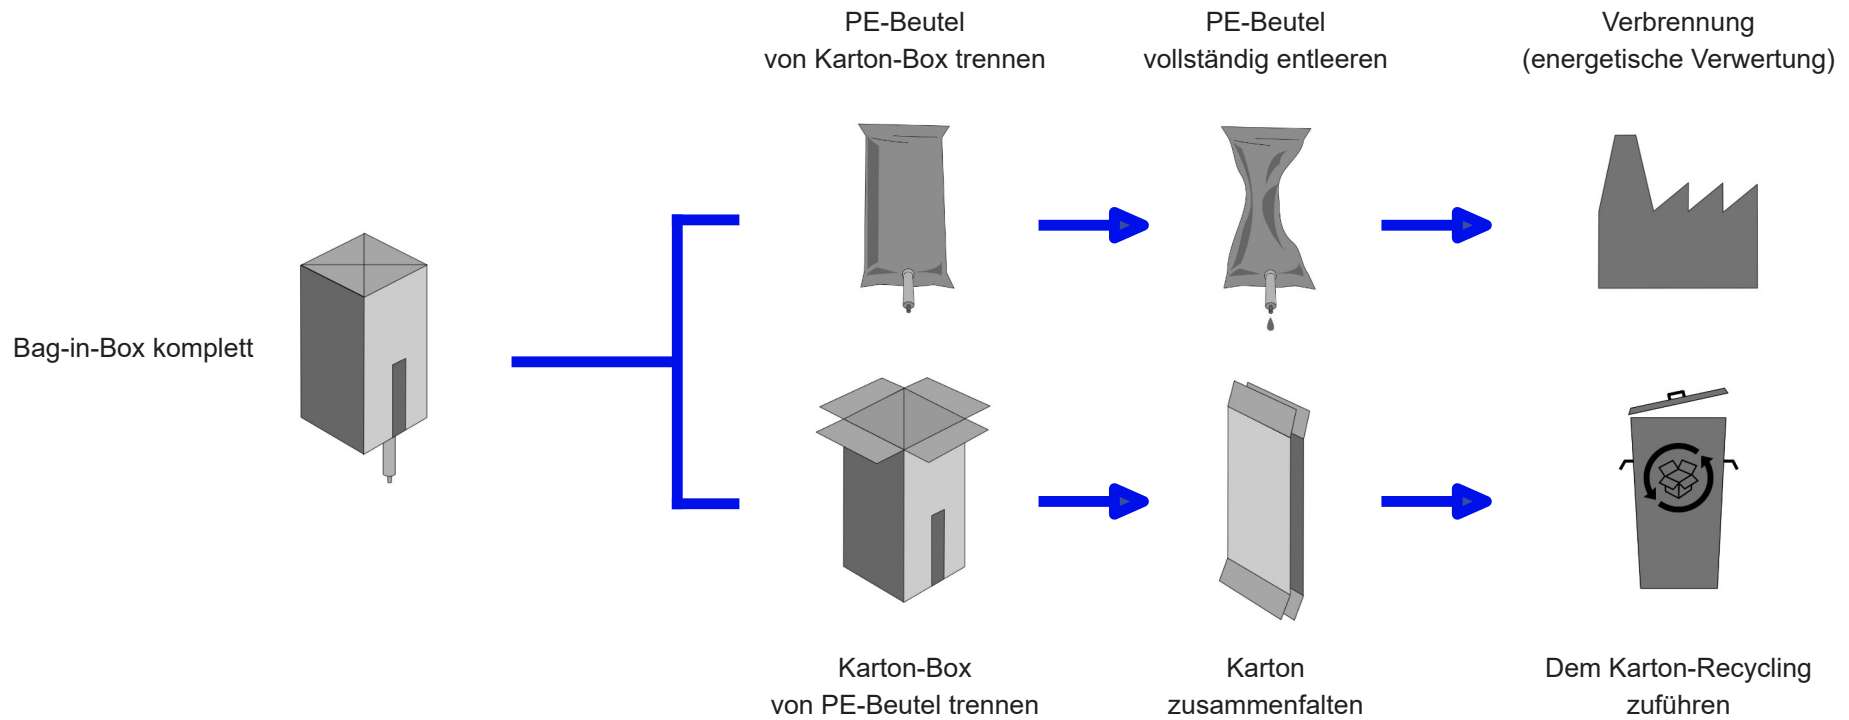 PE-Beutel
von Karton-Box trennen
PE-Beutel
vollständig entleeren
Verbrennung
(energetische Verwertung)
Bag-in-Box komplett
Karton-Box
von PE-Beutel trennen
Karton
zusammenfalten
Dem Karton-Recycling
zuführen